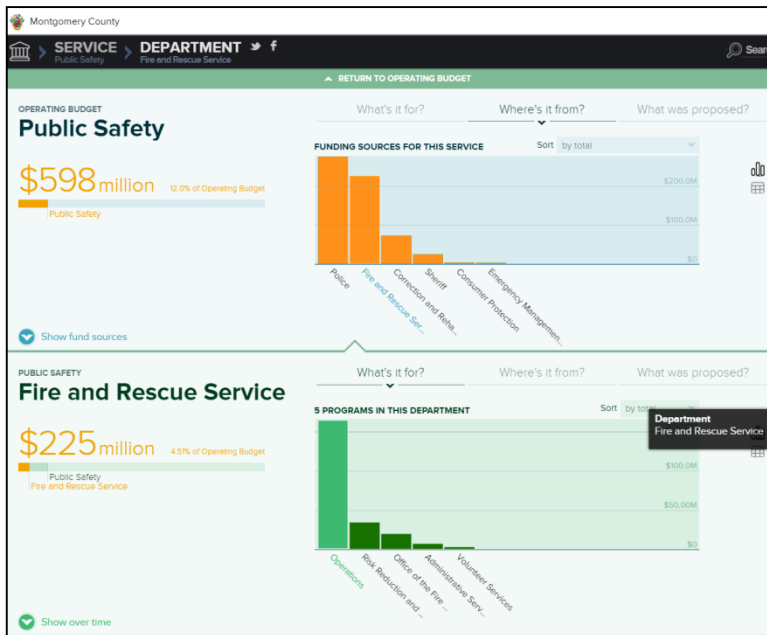 Montgomery County
SERVICE
Public Safety
DEPARTMENT
Fire and Rescue Service
Sear
RETURN TO OPERATING BUDGET
OPERATING BUDGET
Public Safety
$598 million
12.0% of Operating Budget
Public Safety
Show fund sources
What's it for?
Where's it from?
What was proposed?
FUNDING SOURCES FOR THIS SERVICE
Sort by total
$200.0M
$100.0M
$0
Police
Fire and Rescue Ser...
Correction and Reha...
Sheriff
Consumer Protection
Emergency Managemen...
PUBLIC SAFETY
Fire and Rescue Service
$225 million
4.51% of Operating Budget
Public Safety
Fire and Rescue Service
Show over time
What's it for?
Where's it from?
What was proposed?
5 PROGRAMS IN THIS DEPARTMENT
Sort by total
Department
Fire and Rescue Service
$100.0M
$50.00M
$0
Operations
Risk Reduction and ...
Office of the Fire ...
Administrative Serv...
Volunteer Services